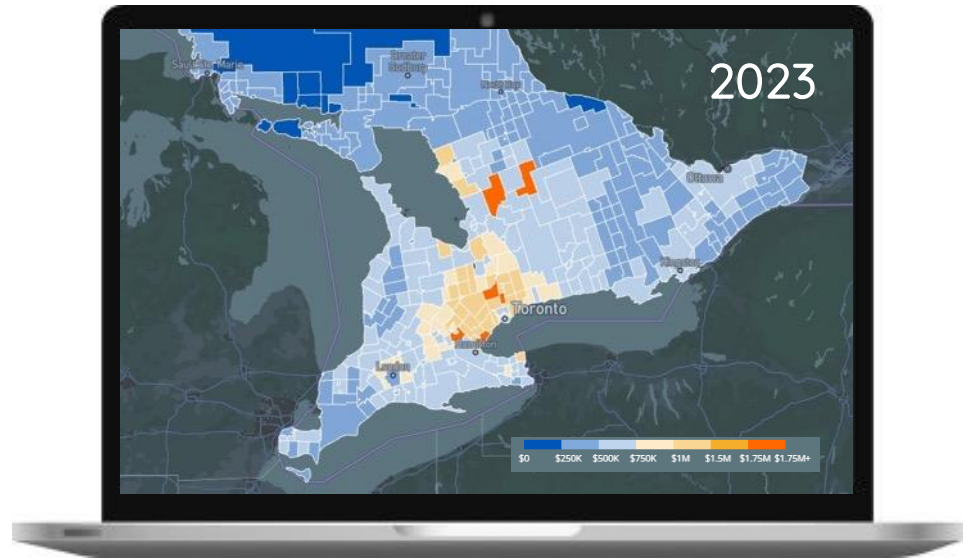 2023
Sault Ste. Marie
Greater
Sudbury
North Bay
Ottawa
Kingston
Toronto
Hamilton
London
$0 $250K $500K $750K $1M $1.5M $1.75M $1.75M+